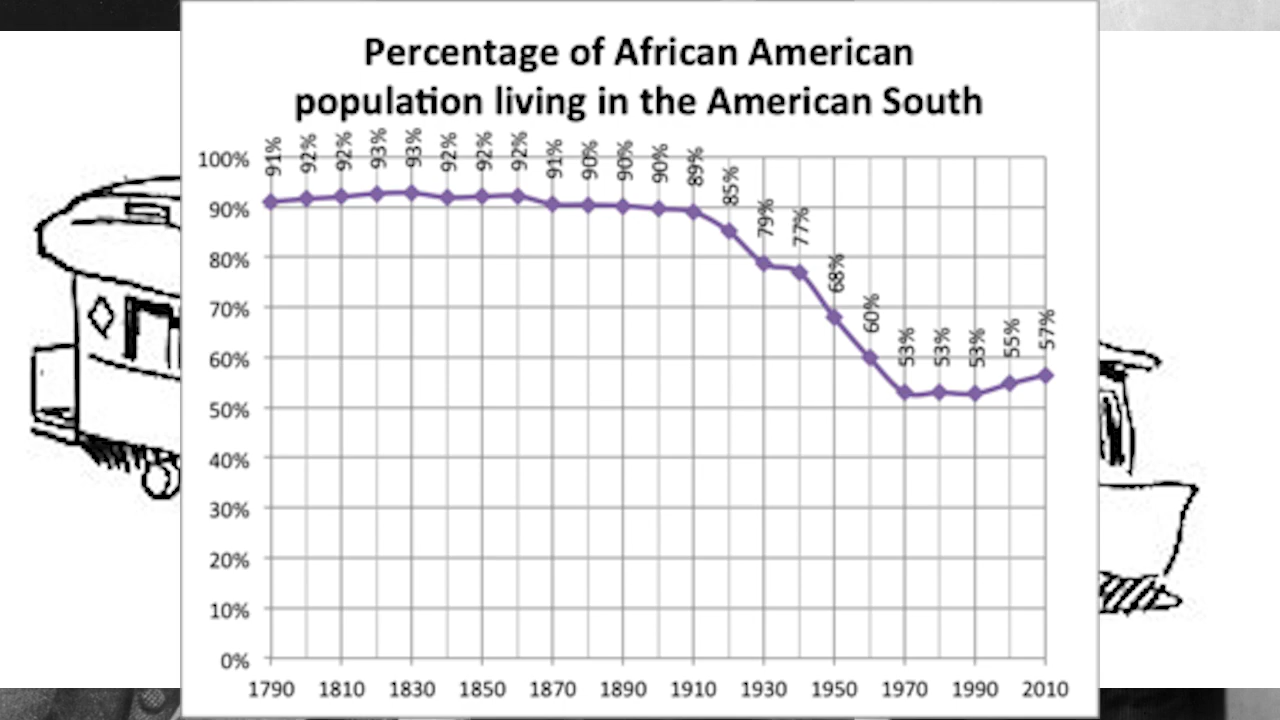 Percentage of African American
population living in the American South
91% 92% 92% 93% 93% 92% 92% 92% 91% 90% 90% 90% 89% 85% 79% 77% 68% 60% 53% 53% 53% 55% 57%
100%
90%
80%
70%
60%
50%
40%
30%
20%
10%
0%
1790 1810 1830 1850 1870 1890 1910 1930 1950 1970 1990 2010